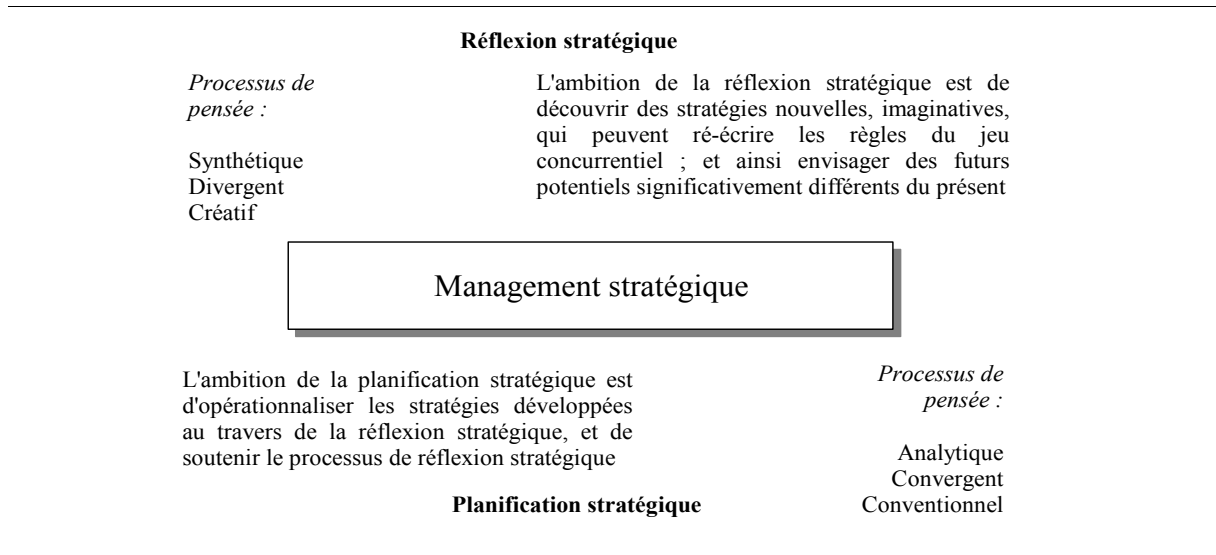 Réflexion stratégique
Processus de
pensée :
Synthétique
Divergent
Créatif
L'ambition de la réflexion stratégique est de
découvrir des stratégies nouvelles, imaginatives,
qui peuvent ré-écrire les règles du jeu
concurrentiel ; et ainsi envisager des futurs
potentiels significativement différents du présent
Management stratégique
L'ambition de la planification stratégique est
d'opérationnaliser les stratégies développées
au travers de la réflexion stratégique, et de
soutenir le processus de réflexion stratégique
Processus de
pensée :
Analytique
Convergent
Conventionnel
Planification stratégique